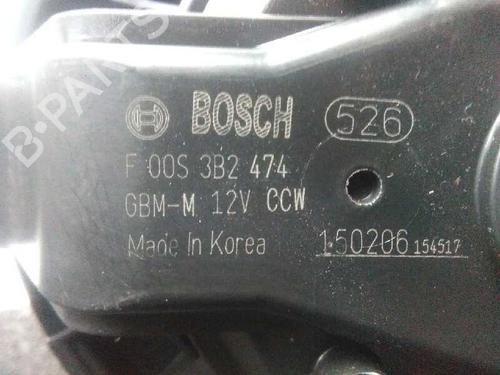 B-PARTS
BOSCH 526
F 00S 3B2 474
GBM-M 12V CCW
Made In Korea 150206 154517